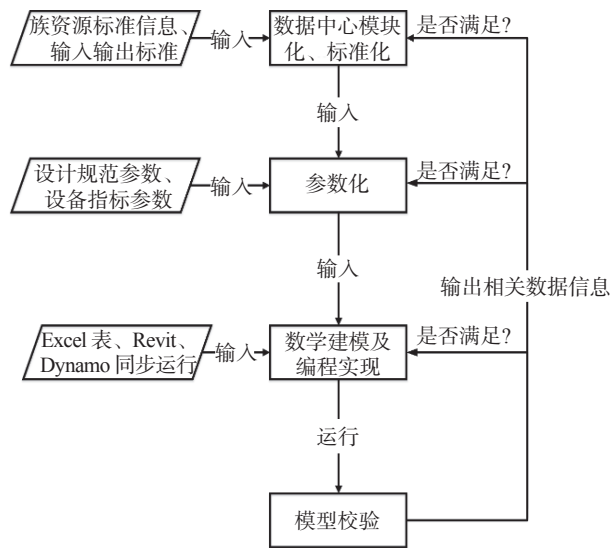 族资源标准信息、
输入输出标准
输入
数据中心模块
化、标准化
是否满足?
输入
设计规范参数、
设备指标参数
输入
参数化
是否满足?
输入
输出相关数据信息
Excel 表、Revit、
Dynamo 同步运行
输入
数学建模及
编程实现
是否满足?
运行
模型校验